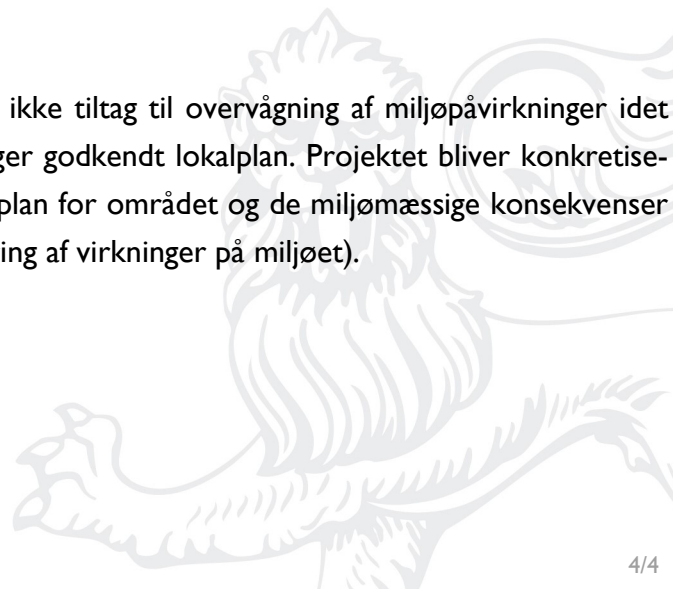 ikke tiltag til overvågning af miljøpåvirkninger idet
ger godkendt lokalplan. Projektet bliver konkretise-
plan for området og de miljømæssige konsekvenser
ing af virkninger på miljøet).
4/4